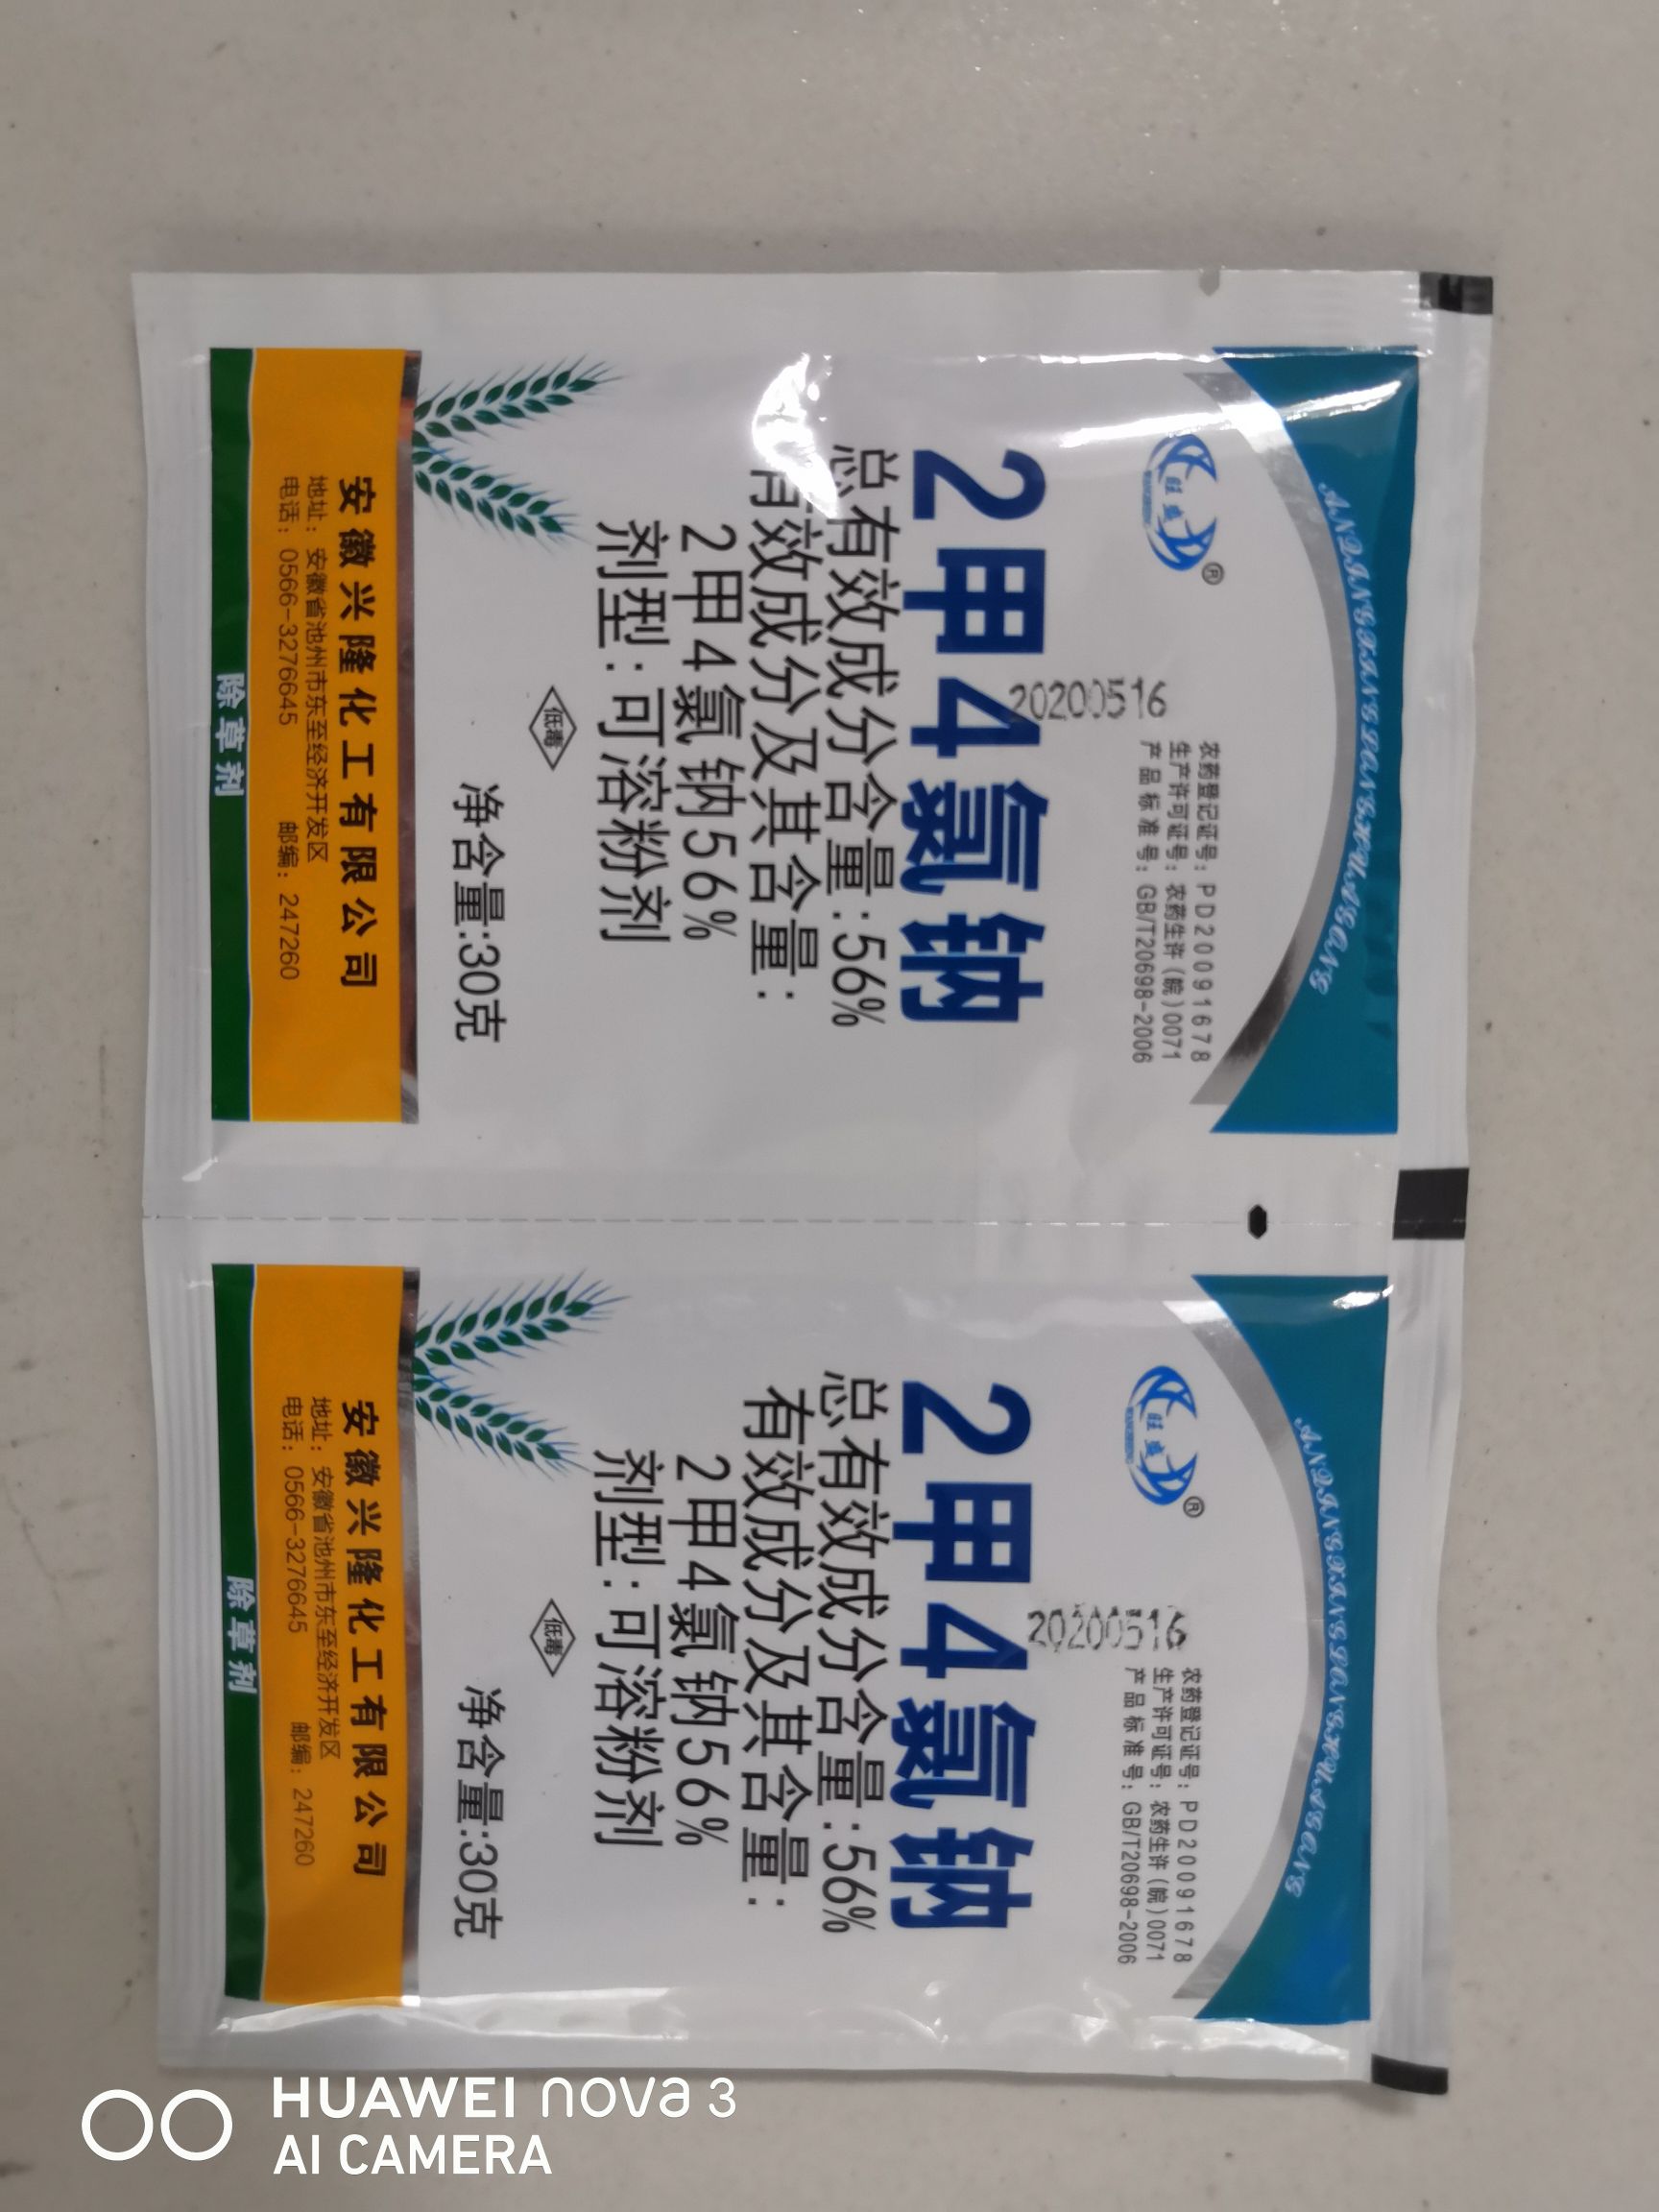 旺盛
®
农药登记证号：PD20091678
生产许可证号：农药生许（皖）0071
产品标准号：GB/T20698-2006
20200516
2甲4氯钠
总有效成分含量:56%
有效成分及其含量：
2甲4氯钠56%
剂型：可溶粉剂
低毒
净含量:30克
安徽兴隆化工有限公司
地址：安徽省池州市东至经济开发区
电话：0566-3276645 邮编：247260
除草剂
旺盛
®
农药登记证号：PD20091678
生产许可证号：农药生许（皖）0071
产品标准号：GB/T20698-2006
20200516
2甲4氯钠
总有效成分含量:56%
有效成分及其含量：
2甲4氯钠56%
剂型：可溶粉剂
低毒
净含量:30克
安徽兴隆化工有限公司
地址：安徽省池州市东至经济开发区
电话：0566-3276645 邮编：247260
除草剂
HUAWEI nova 3
AI CAMERA